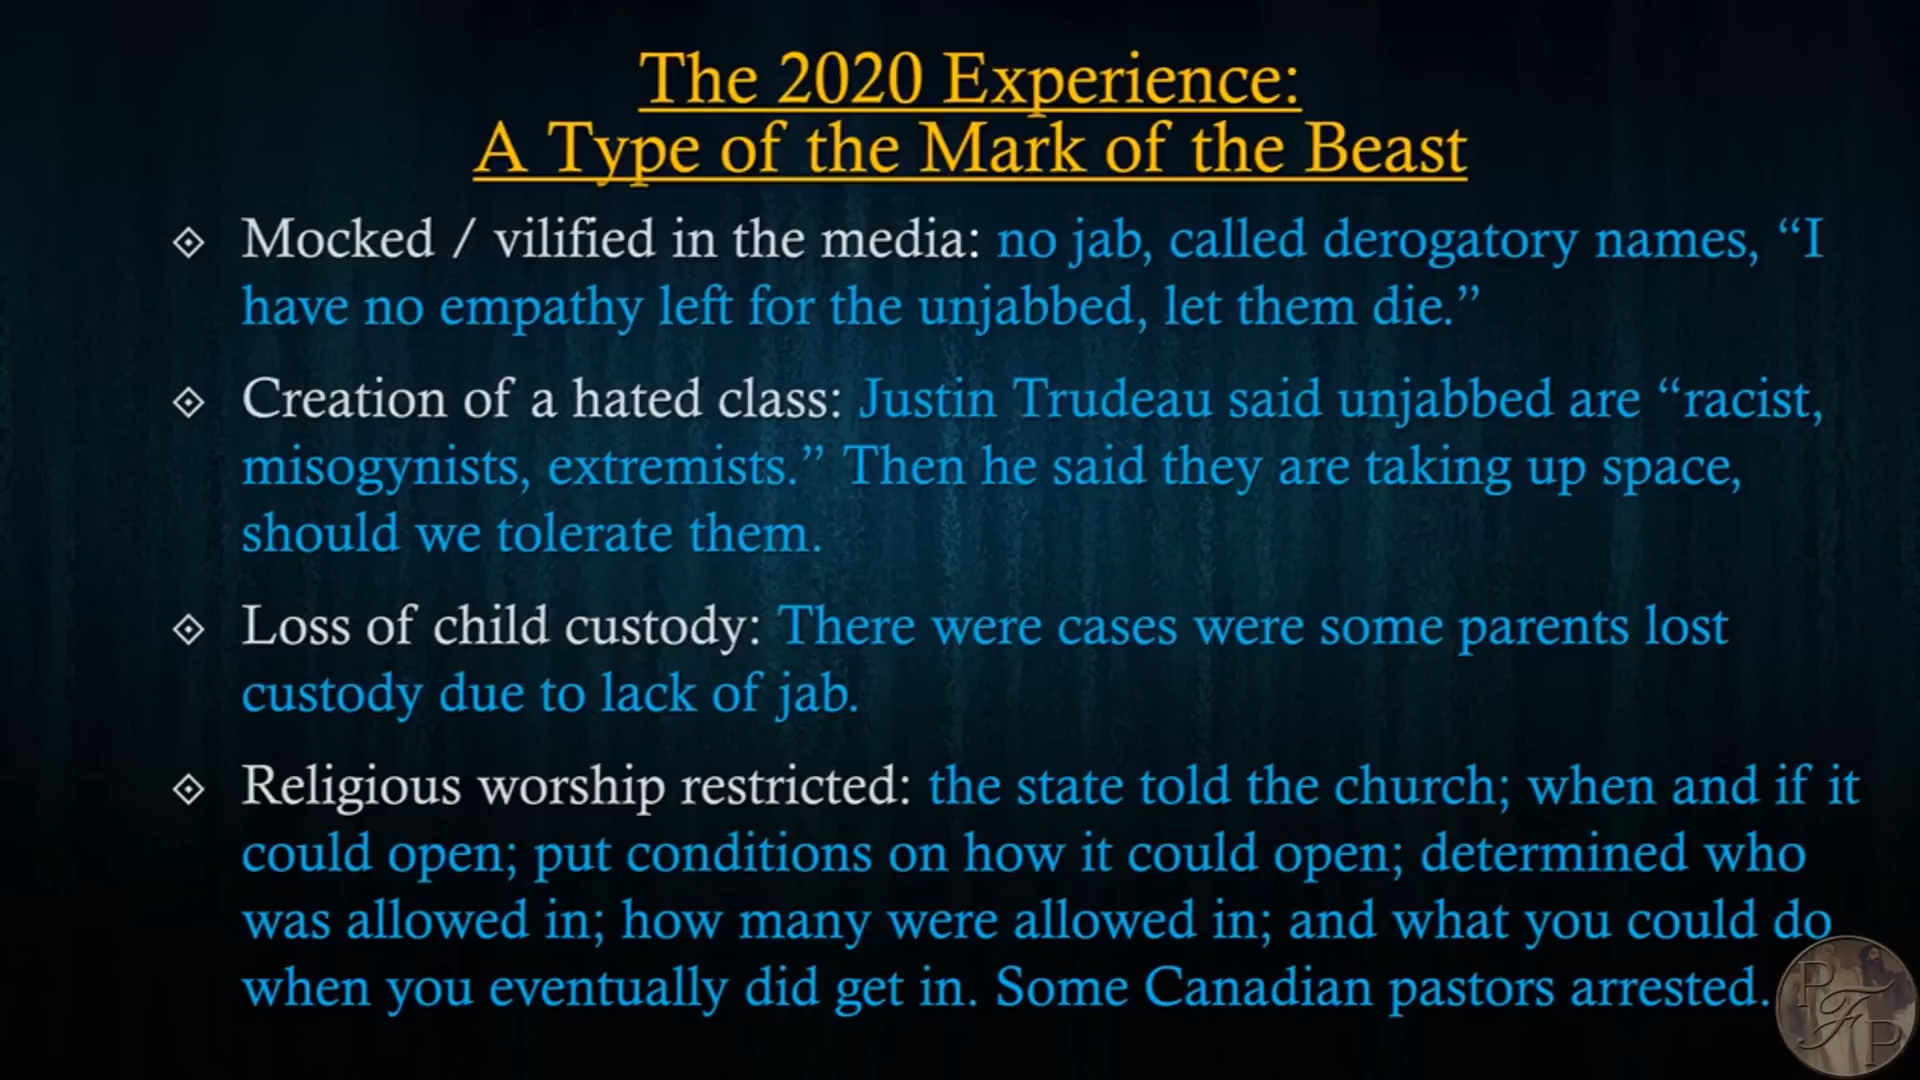 The 2020 Experience:
A Type of the Mark of the Beast
Mocked / vilified in the media: no jab, called derogatory names, “I
have no empathy left for the unjabbed, let them die.”
Creation of a hated class: Justin Trudeau said unjabbed are “racist,
misogynists, extremists.” Then he said they are taking up space,
should we tolerate them.
Loss of child custody: There were cases were some parents lost
custody due to lack of jab.
Religious worship restricted: the state told the church; when and if it
could open; put conditions on how it could open; determined who
was allowed in; how many were allowed in; and what you could do
when you eventually did get in. Some Canadian pastors arrested.
PFP